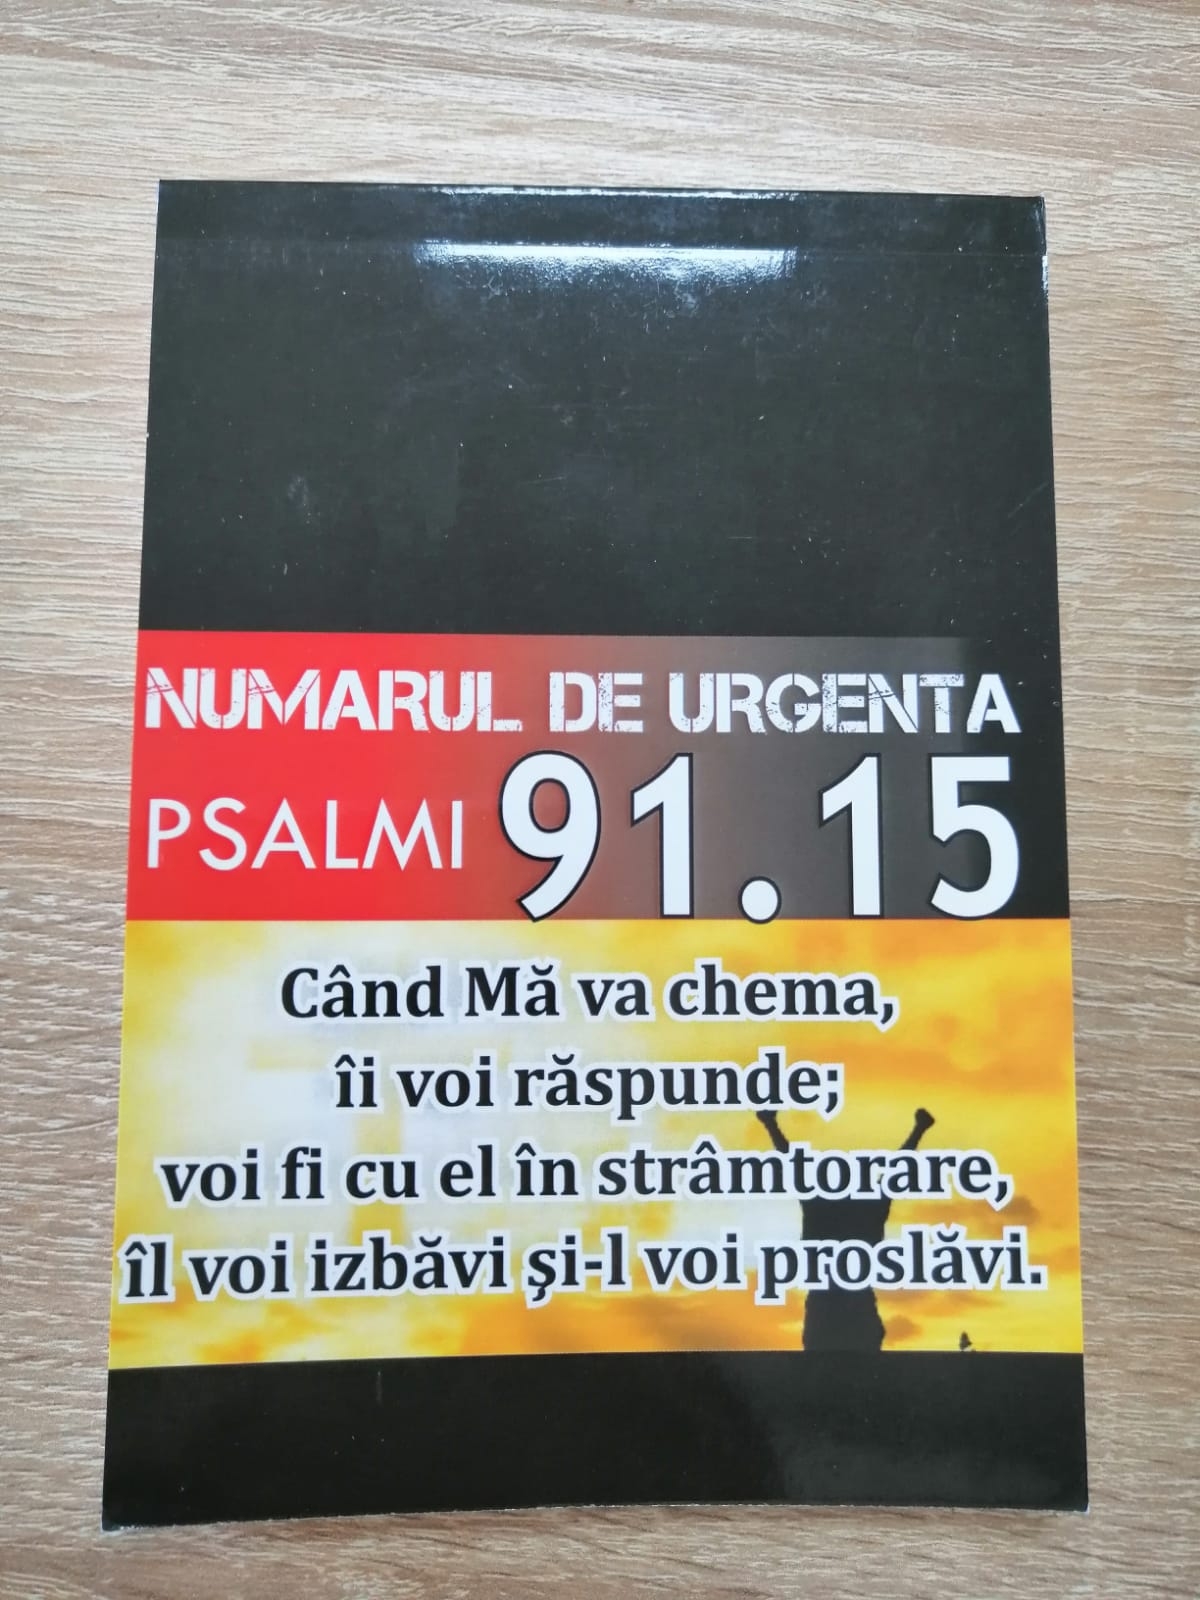 NUMARUL DE URGENTA
PSALMI 91.15
Când Mă va chema,
îi voi răspunde;
voi fi cu el în strâmtorare,
îl voi izbăvi şi-l voi proslăvi.